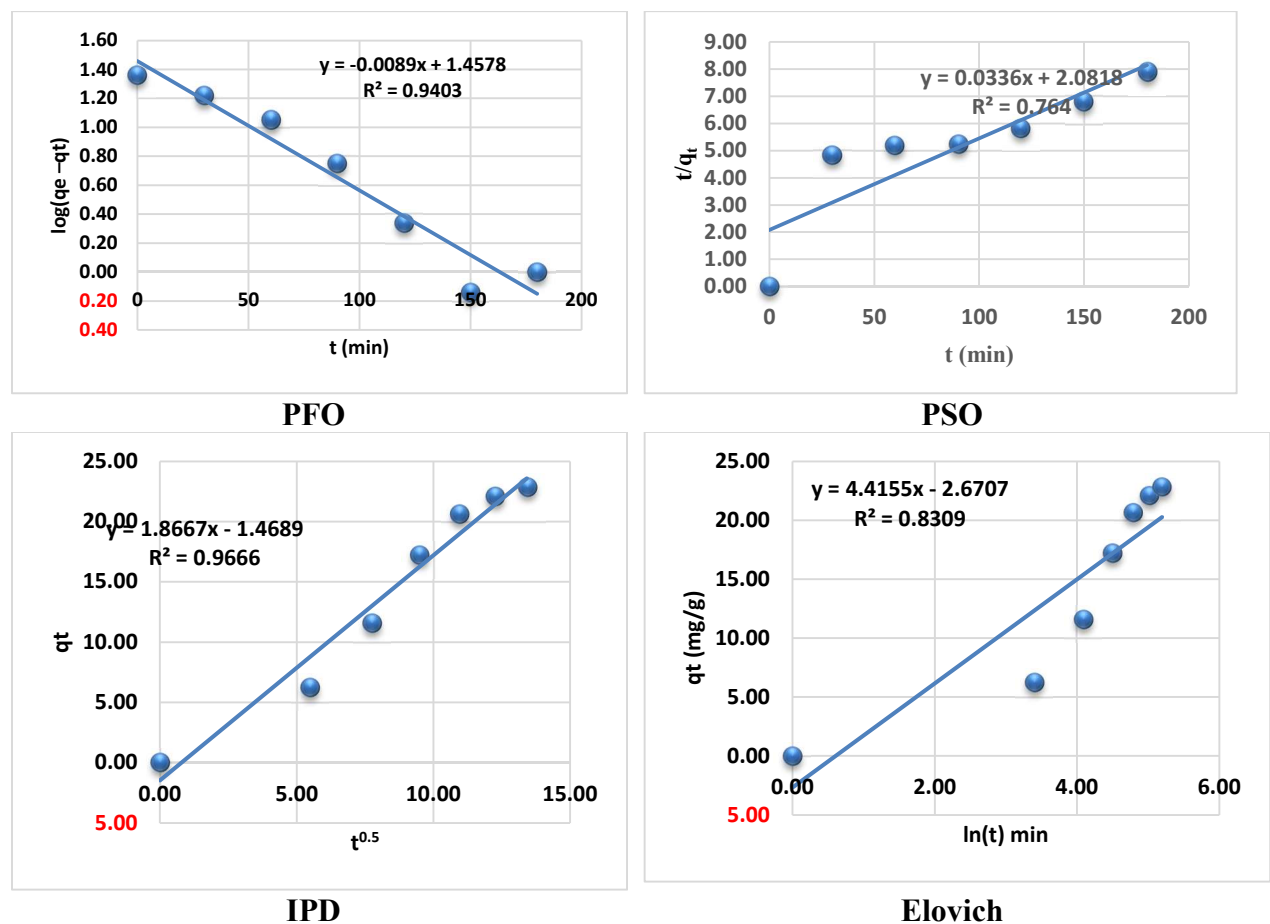 1.60
1.40
1.20
1.00
0.80
0.60
0.40
0.20
0.00
0.20
0.40
log(qe –qt)
y = -0.0089x + 1.4578
R² = 0.9403
0 50 100 150 200
t (min)
PFO
9.00
8.00
7.00
6.00
5.00
4.00
3.00
2.00
1.00
0.00
t/qt
y = 0.0336x + 2.0818
R² = 0.764
0 50 100 150 200
t (min)
PSO
25.00
20.00
15.00
10.00
5.00
0.00
5.00
qt
y = 1.8667x - 1.4689
R² = 0.9666
0.00 5.00 10.00 15.00
t0.5
IPD
25.00
20.00
15.00
10.00
5.00
0.00
5.00
qt (mg/g)
y = 4.4155x - 2.6707
R² = 0.8309
0.00 2.00 4.00 6.00
ln(t) min
Elovich